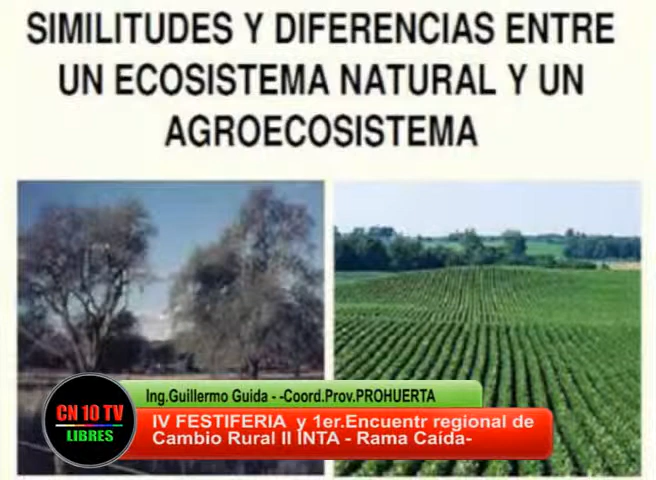 SIMILITUDES Y DIFERENCIAS ENTRE
UN ECOSISTEMA NATURAL Y UN
AGROECOSISTEMA
CN 10 TV
LIBRES
Ing.Guillermo Guida - -Coord.Prov.PROHUERTA
IV FESTIFERIA y 1er.Encuentr regional de
Cambio Rural II INTA - Rama Caída-